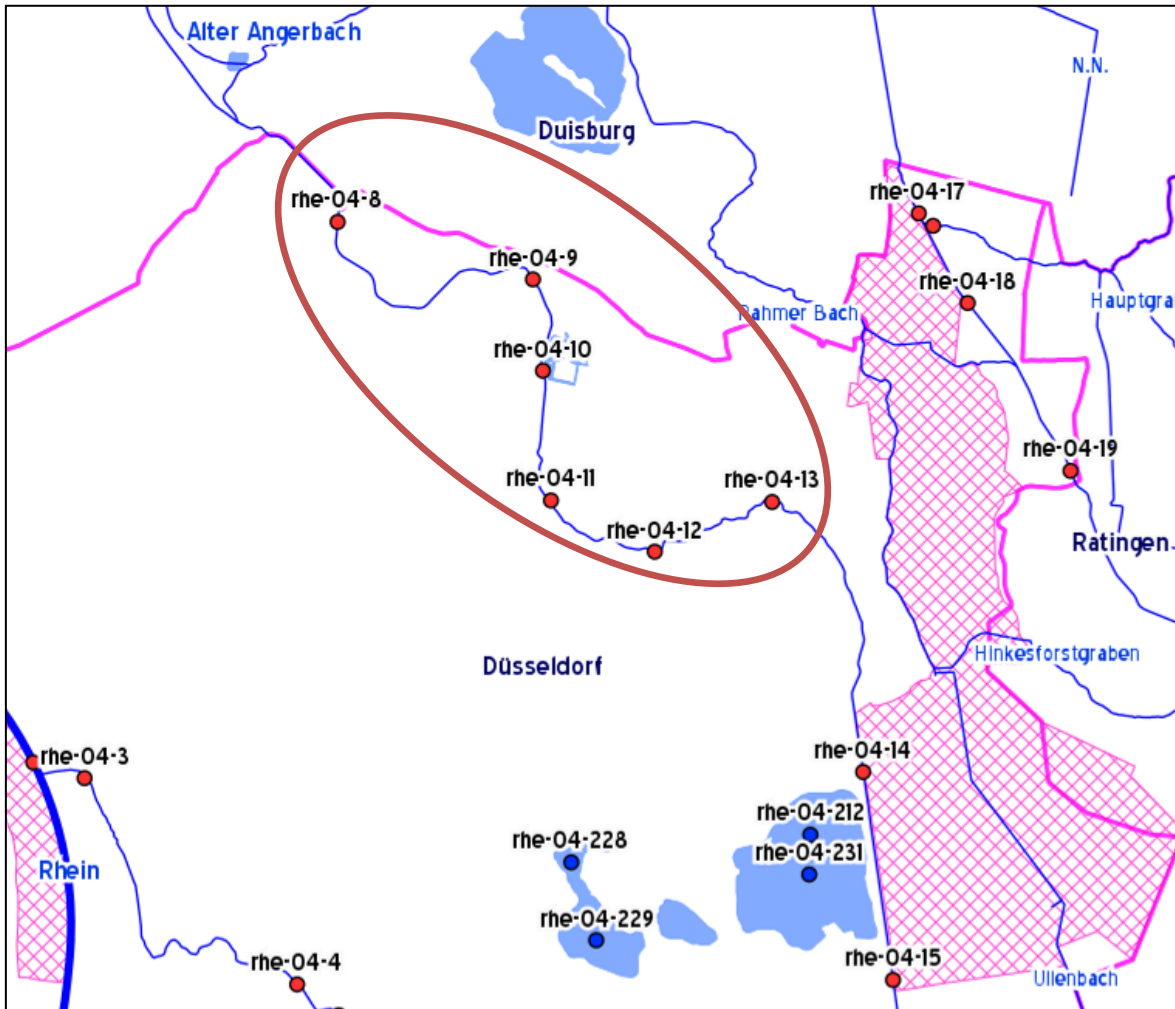 Alter Angerbach
N.N.
Duisburg
rhe-04-17
rhe-04-8
rhe-04-9
rhe-04-18
Hauptgra
Rahmer Bach
rhe-04-10
rhe-04-19
rhe-04-11
rhe-04-13
rhe-04-12
Ratingen
Düsseldorf
Hinkesforstgraben
rhe-04-3
rhe-04-14
rhe-04-212
rhe-04-228
rhe-04-231
Rhein
rhe-04-229
rhe-04-4
rhe-04-15
Ullenbach